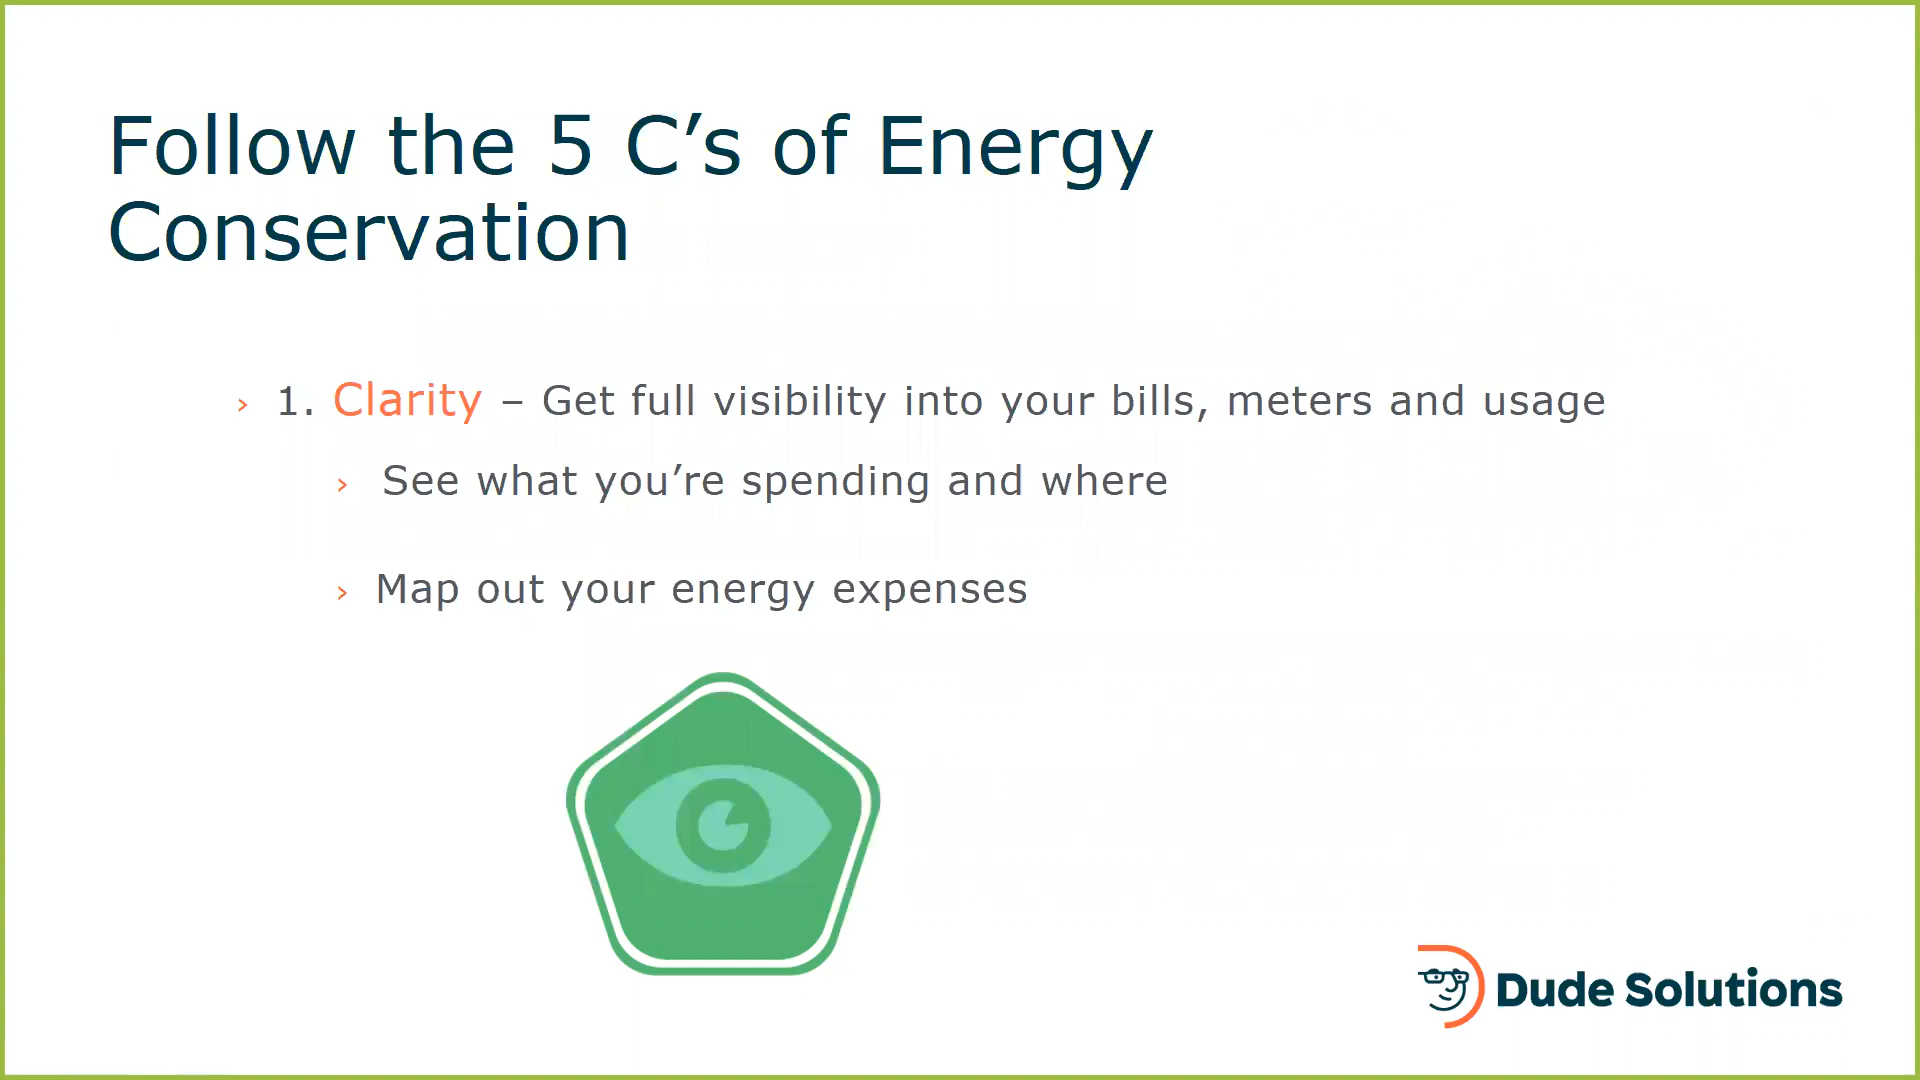 Follow the 5 C’s of Energy
Conservation
› 1. Clarity – Get full visibility into your bills, meters and usage
› See what you’re spending and where
› Map out your energy expenses
Dude Solutions